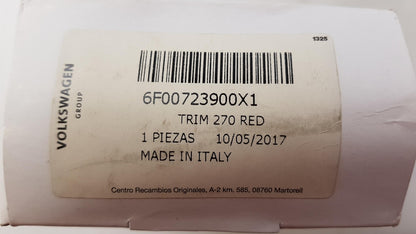 1325
VOLKSWAGEN
GROUP
6F00723900X1
TRIM 270 RED
1 PIEZAS 10/05/2017
MADE IN ITALY
Centro Recambios Originales, A-2 km. 585, 08760 Martorell